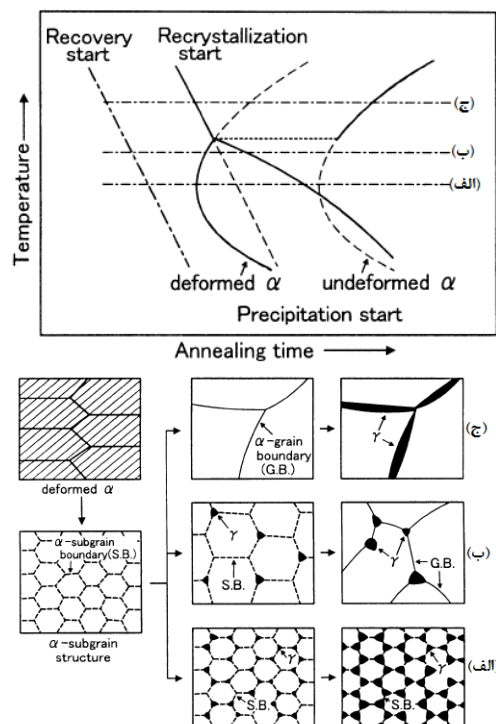 Recovery
start
Recrystallization
start
(ج)
(ب)
(الف)
Temperature
deformed α
undeformed α
Precipitation start
Annealing time
deformed α
α-subgrain
boundary(S.B.)
α-subgrain
structure
α-grain
boundary
(G.B.)
γ
(ج)
γ
S.B.
γ
G.B.
(ب)
γ
S.B.
γ
S.B.
(الف)